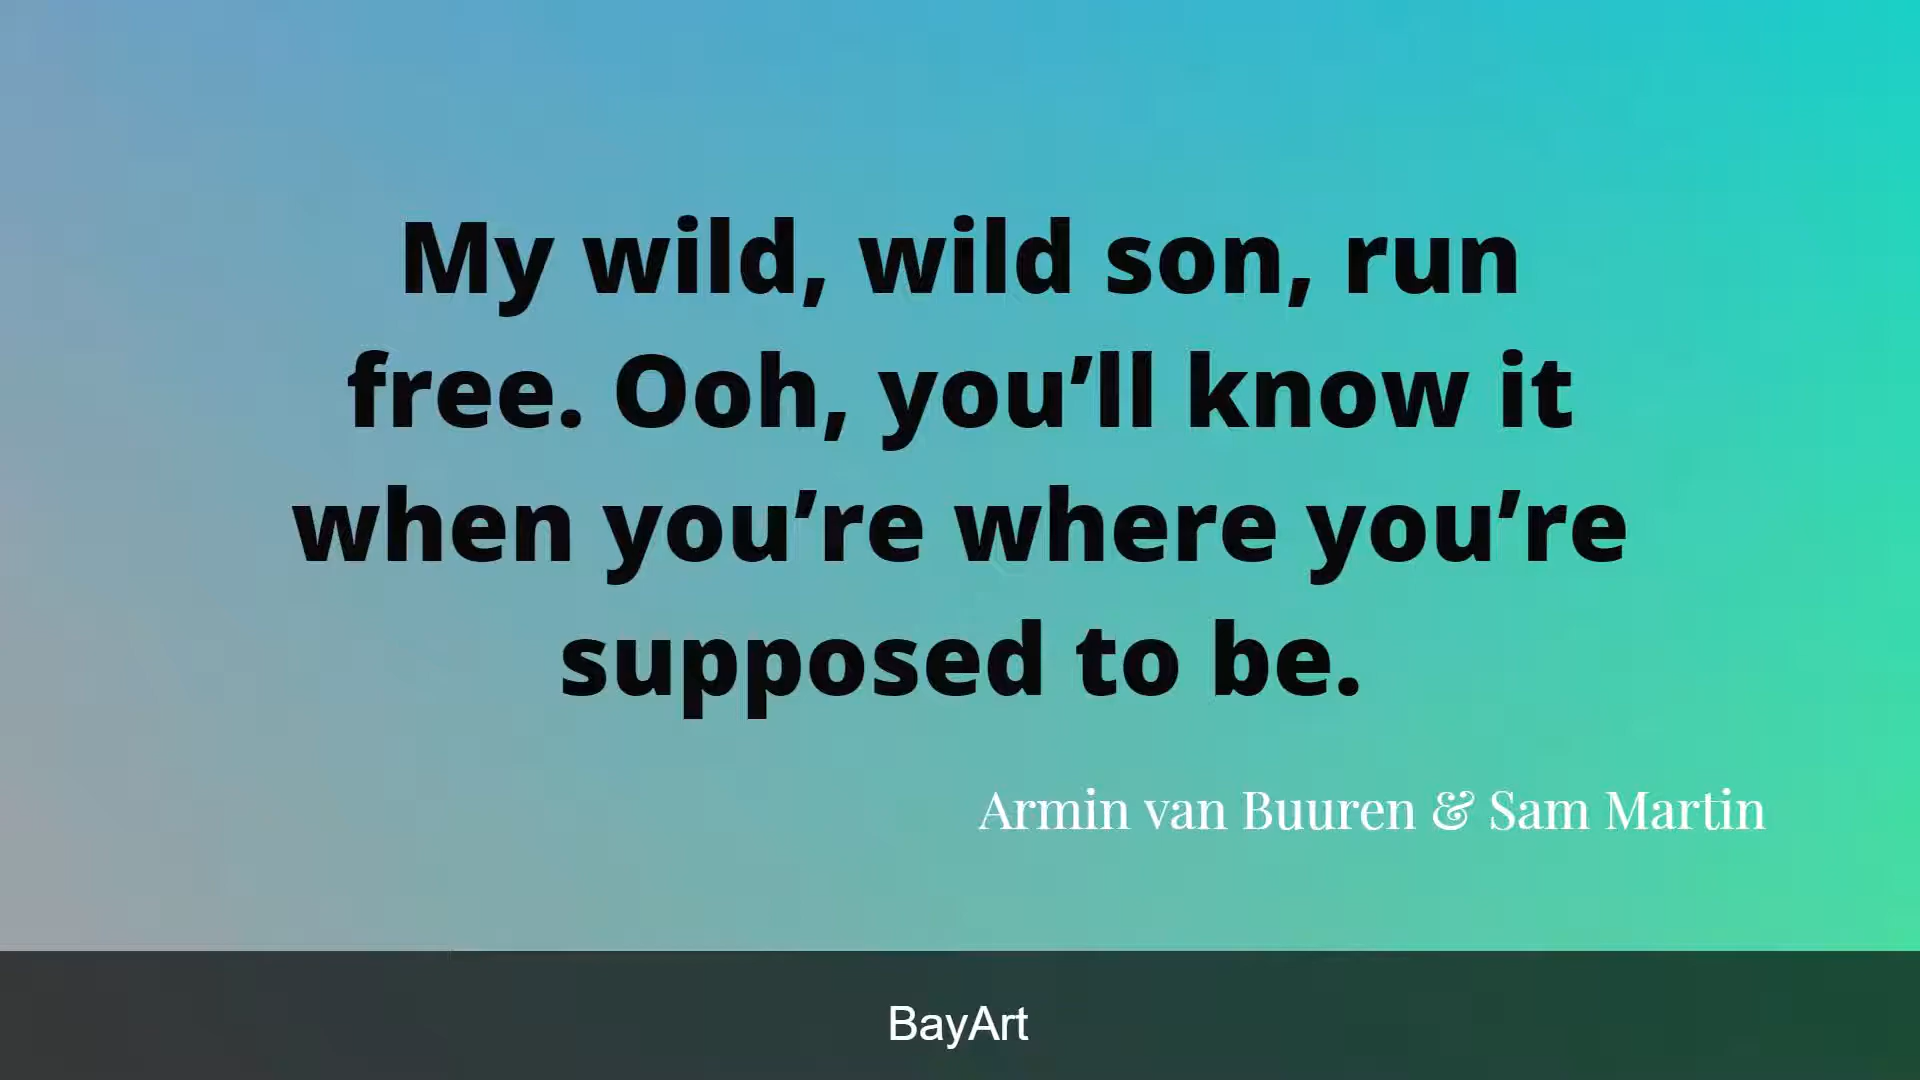 My wild, wild son, run
free. Ooh, you’ll know it
when you’re where you’re
supposed to be.
Armin van Buuren & Sam Martin
BayArt